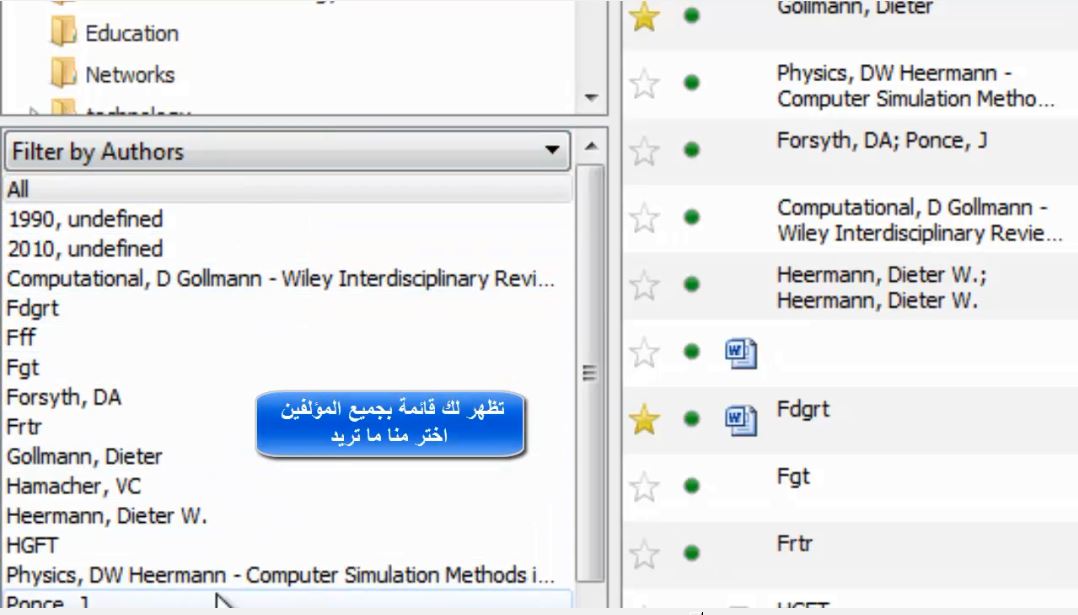 Education
Networks
technology
Filter by Authors
All
1990, undefined
2010, undefined
Computational, D Gollmann - Wiley Interdisciplinary Revi...
Fdgrt
Fff
Fgt
Forsyth, DA
Frtr
Gollmann, Dieter
Hamacher, VC
Heermann, Dieter W.
HGFT
Physics, DW Heermann - Computer Simulation Methods i...
Ponce, J
تظهر لك قائمة بجميع المؤلفين
اختر منا ما تريد
Gollmann, Dieter
Physics, DW Heermann -
Computer Simulation Metho...
Forsyth, DA; Ponce, J
Computational, D Gollmann -
Wiley Interdisciplinary Revie...
Heermann, Dieter W.;
Heermann, Dieter W.
Fdgrt
Fgt
Frtr
HGFT